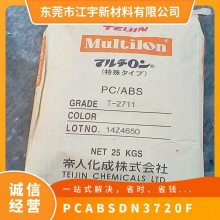 东莞市江宇新材料有限公司
TEIJIN
Multilon
マルチロン®
(特殊タイプ)
PC/ABS
GRADE T-2711
COLOR
LOT NO. 14Z4650
NET 25 KGS
帝人化成株式会社
TEIJIN CHEMICALS LTD
诚信经营
一站式解决，省时，省钱...
PCABSDN3720F